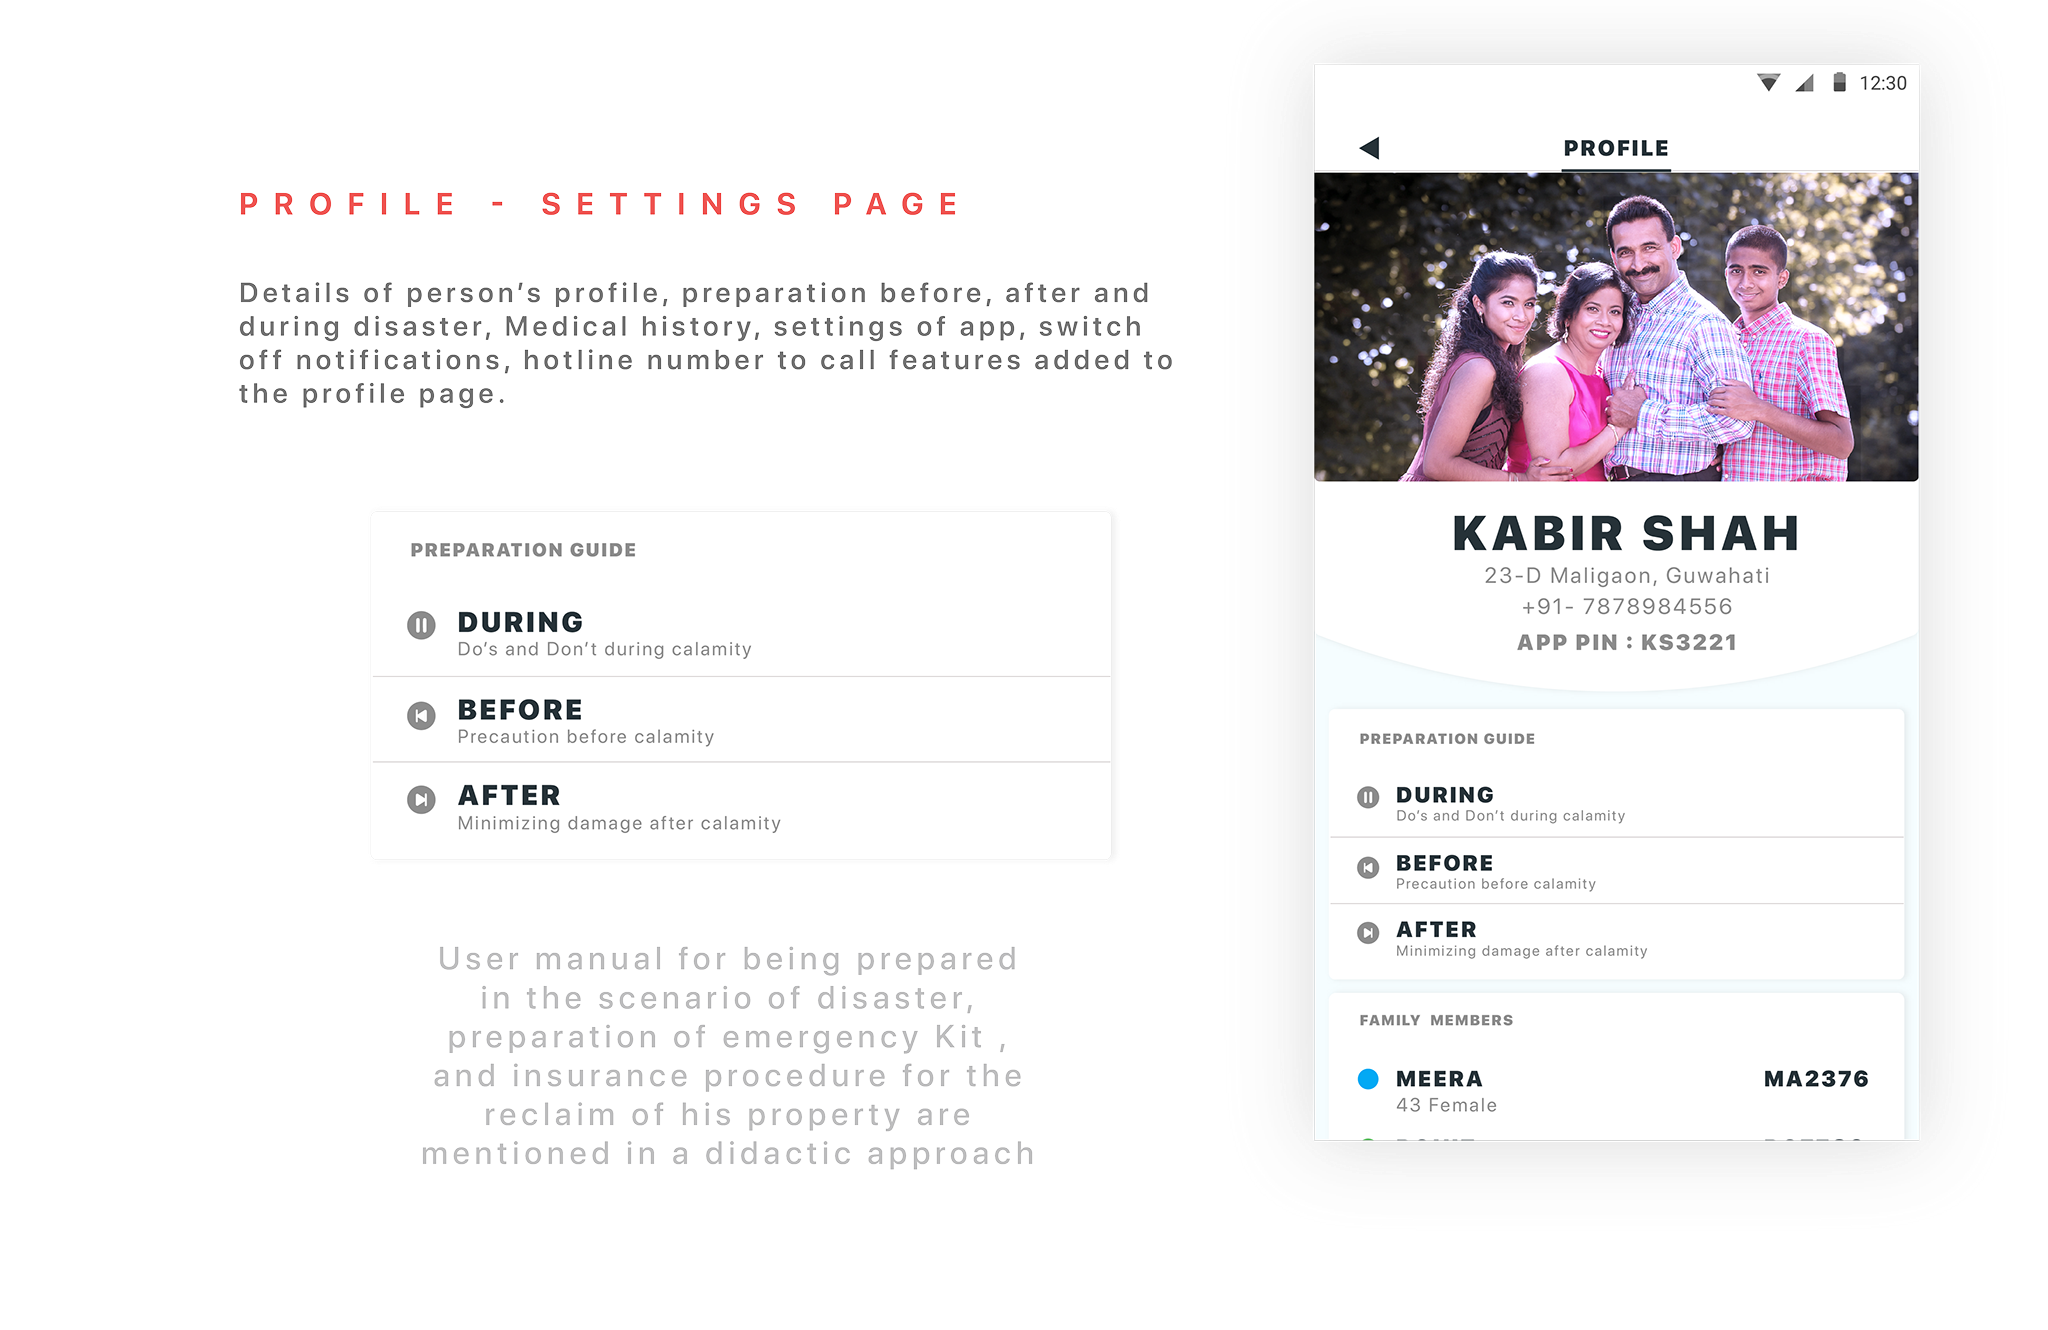 PROFILE - SETTINGS PAGE
Details of person’s profile, preparation before, after and
during disaster, Medical history, settings of app, switch
off notifications, hotline number to call features added to
the profile page.
PREPARATION GUIDE
DURING
Do’s and Don’t during calamity
BEFORE
Precaution before calamity
AFTER
Minimizing damage after calamity
User manual for being prepared
in the scenario of disaster,
preparation of emergency Kit ,
and insurance procedure for the
reclaim of his property are
mentioned in a didactic approach
12:30
PROFILE
KABIR SHAH
23-D Maligaon, Guwahati
+91- 7878984556
APP PIN : KS3221
PREPARATION GUIDE
DURING
Do’s and Don’t during calamity
BEFORE
Precaution before calamity
AFTER
Minimizing damage after calamity
FAMILY MEMBERS
MEERA MA2376
43 Female